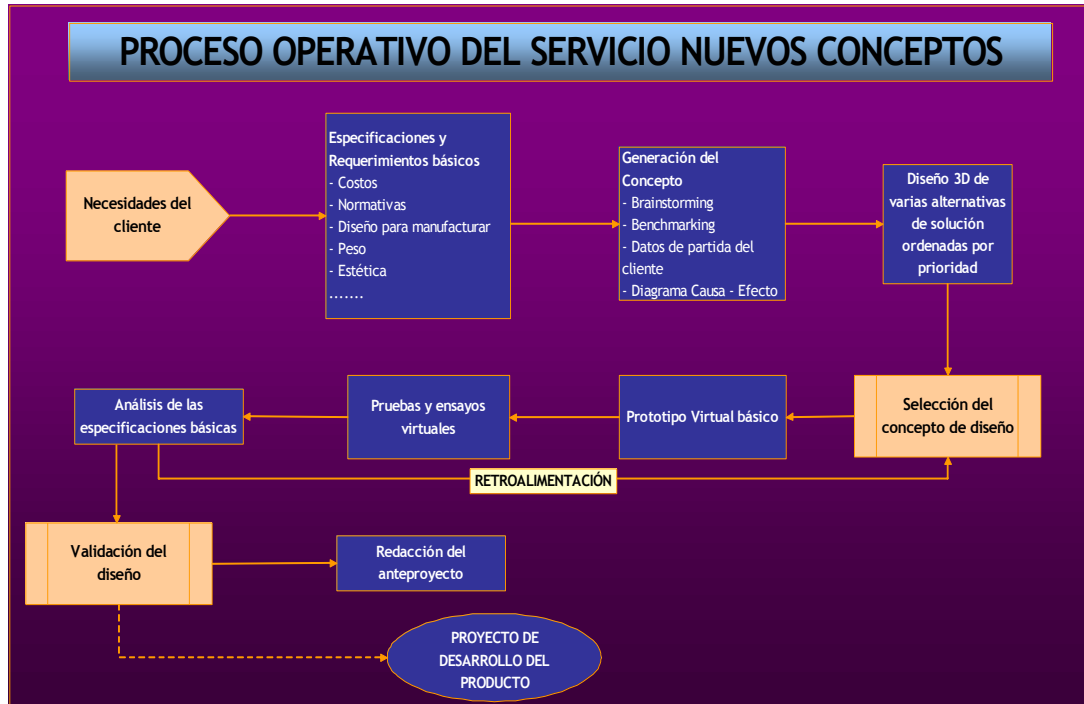 PROCESO OPERATIVO DEL SERVICIO NUEVOS CONCEPTOS
Necesidades del
cliente
Especificaciones y
Requerimientos básicos
- Costos
- Normativas
- Diseño para manufacturar
- Peso
- Estética
.......
Generación del
Concepto
- Brainstorming
- Benchmarking
- Datos de partida del
cliente
- Diagrama Causa - Efecto
Diseño 3D de
varias alternativas
de solución
ordenadas por
prioridad
Selección del
concepto de diseño
Prototipo Virtual básico
Pruebas y ensayos
virtuales
Análisis de las
especificaciones básicas
RETROALIMENTACIÓN
Validación del
diseño
Redacción del
anteproyecto
PROYECTO DE
DESARROLLO DEL
PRODUCTO